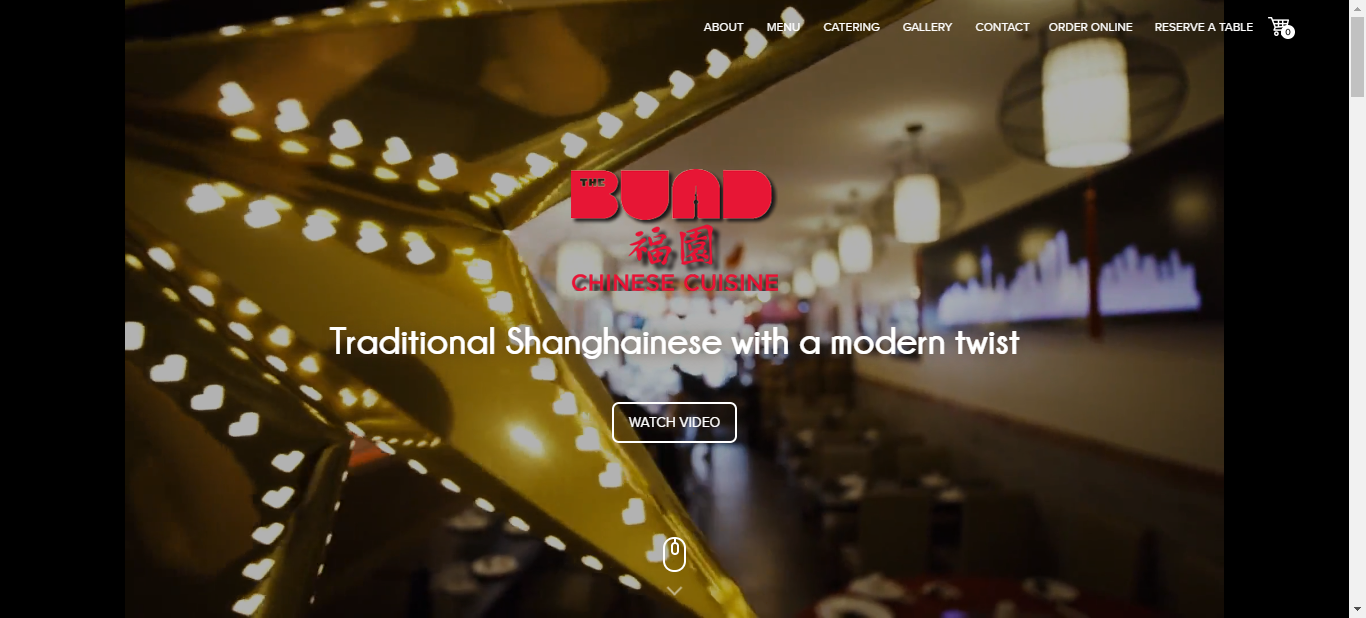 ABOUT MENU CATERING GALLERY CONTACT ORDER ONLINE RESERVE A TABLE 0
THE
BUND
福園
CHINESE CUISINE
Traditional Shanghainese with a modern twist
WATCH VIDEO